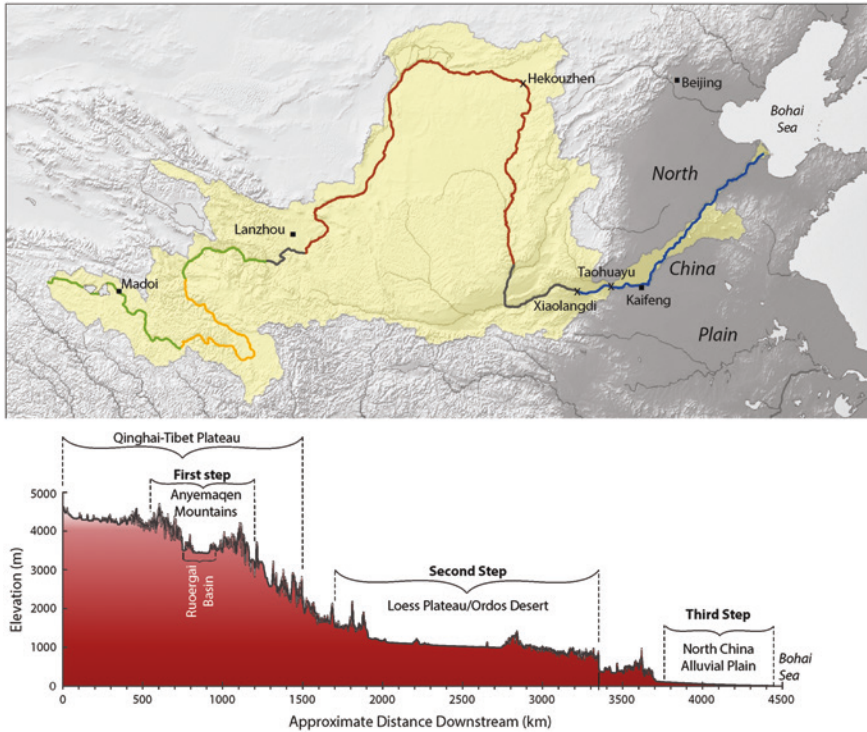 Hekouzhen
Beijing
Bohai
Sea
North
Lanzhou
Madoi
Taohuayu
China
Xiaolangdi
Kaifeng
Plain
Qinghai-Tibet Plateau
First step
Anyemaqen
Mountains
Ruoergai
Basin
Second Step
Loess Plateau/Ordos Desert
Third Step
North China
Alluvial Plain
Bohai
Sea
Elevation (m)
5000
4000
3000
2000
1000
0
0 500 1000 1500 2000 2500 3000 3500 4000 4500
Approximate Distance Downstream (km)